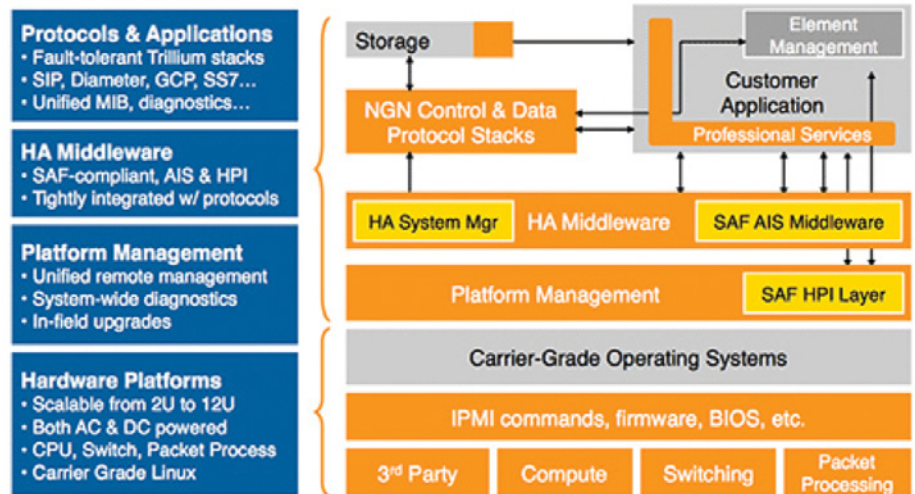 Protocols & Applications
• Fault-tolerant Trillium stacks
• SIP, Diameter, GCP, SS7...
• Unified MIB, diagnostics...
HA Middleware
• SAF-compliant, AIS & HPI
• Tightly integrated w/ protocols
Platform Management
• Unified remote management
• System-wide diagnostics
• In-field upgrades
Hardware Platforms
• Scalable from 2U to 12U
• Both AC & DC powered
• CPU, Switch, Packet Process
• Carrier Grade Linux
Storage
Element
Management
Customer
Application
NGN Control & Data
Protocol Stacks
Professional Services
HA System Mgr
HA Middleware
SAF AIS Middleware
Platform Management
SAF HPI Layer
Carrier-Grade Operating Systems
IPMI commands, firmware, BIOS, etc.
3rd Party
Compute
Switching
Packet
Processing